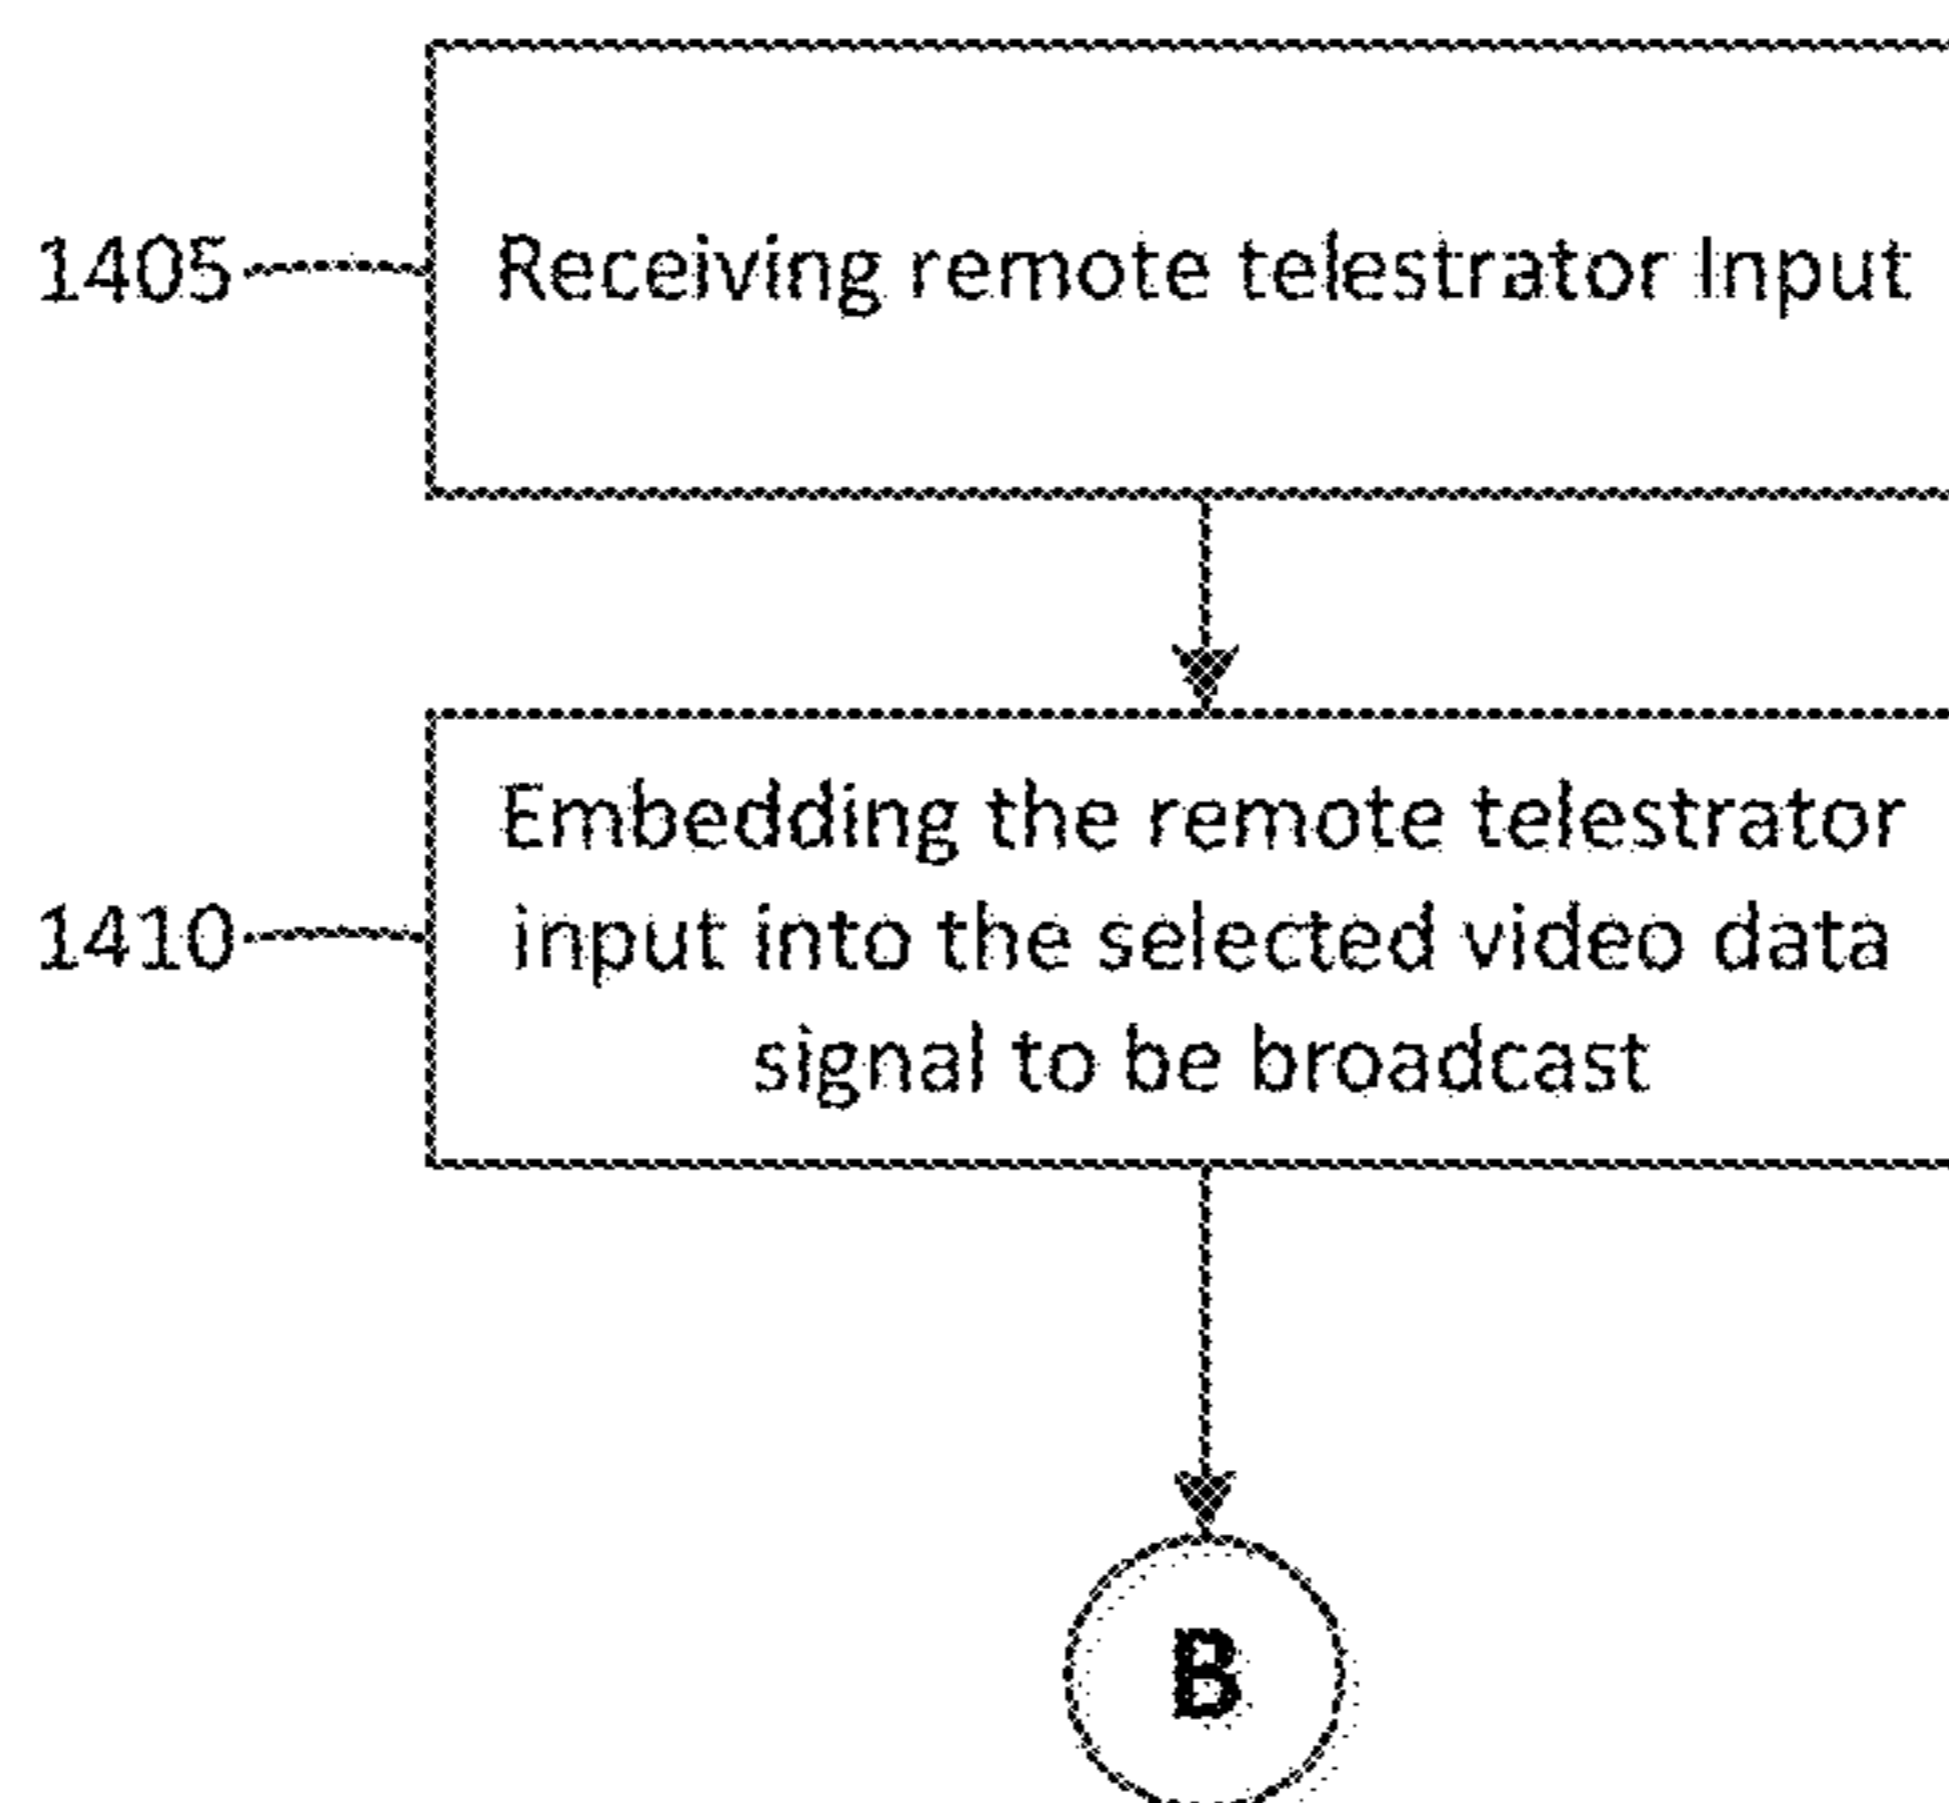 1405
Receiving remote telestrator Input
1410
Embedding the remote telestrator
input into the selected video data
signal to be broadcast
B